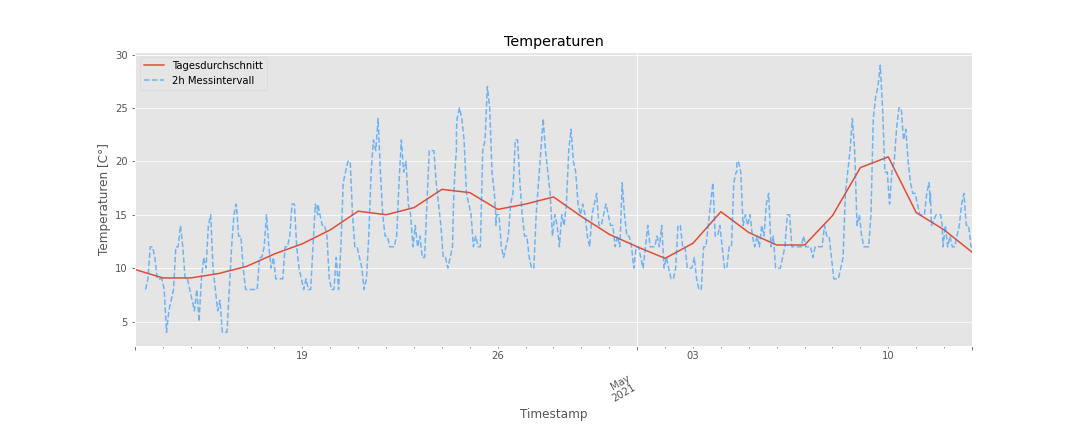 Temperaturen
Temperaturen [C°]
30
25
20
15
10
5
Tagesdurchschnitt
2h Messintervall
19
26
May
2021
03
10
Timestamp